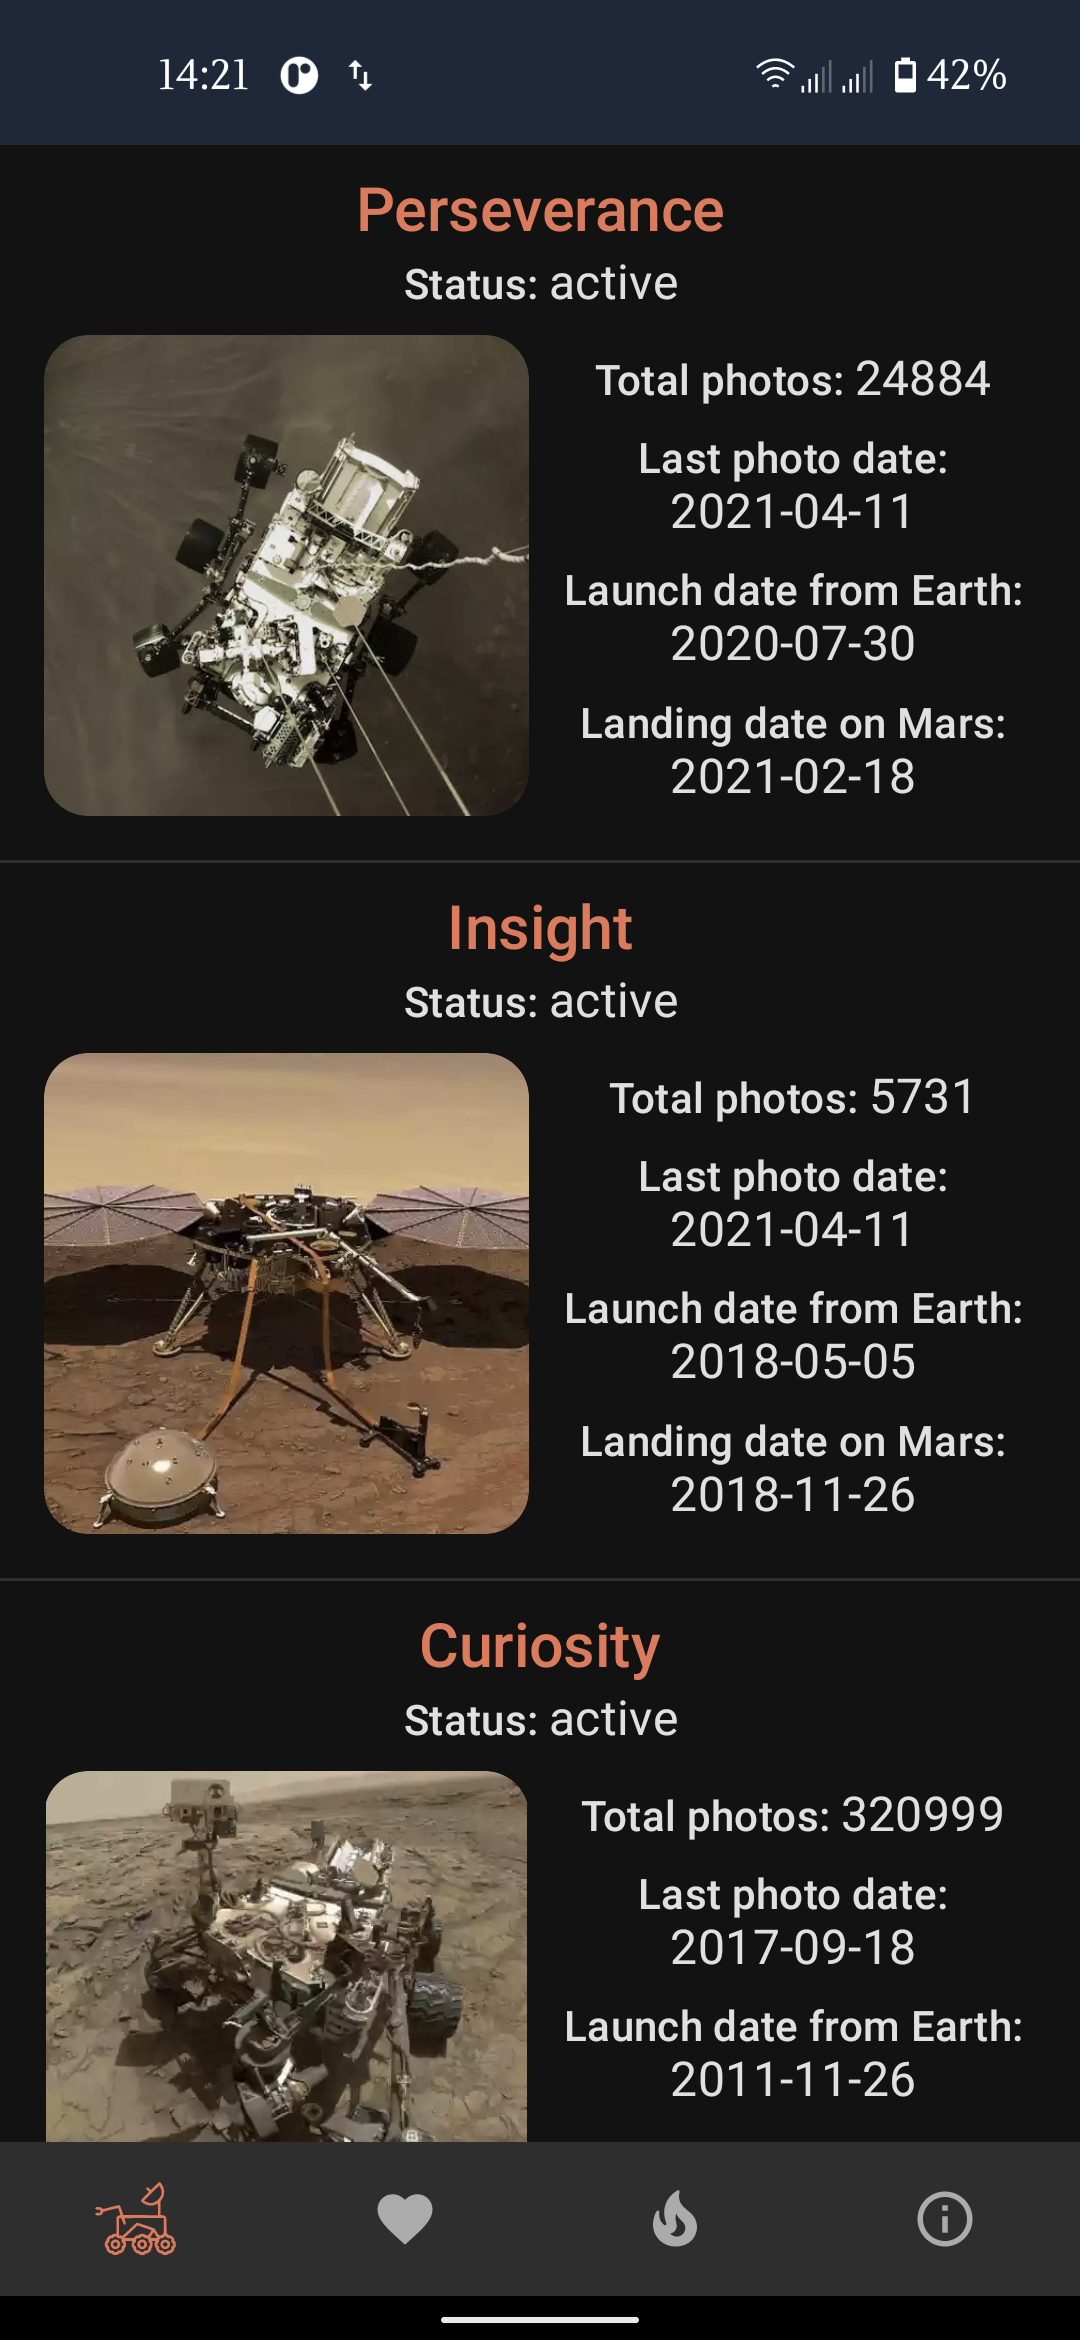 14:21
42%
Perseverance
Status: active
Total photos: 24884
Last photo date:
2021-04-11
Launch date from Earth:
2020-07-30
Landing date on Mars:
2021-02-18
Insight
Status: active
Total photos: 5731
Last photo date:
2021-04-11
Launch date from Earth:
2018-05-05
Landing date on Mars:
2018-11-26
Curiosity
Status: active
Total photos: 320999
Last photo date:
2017-09-18
Launch date from Earth:
2011-11-26